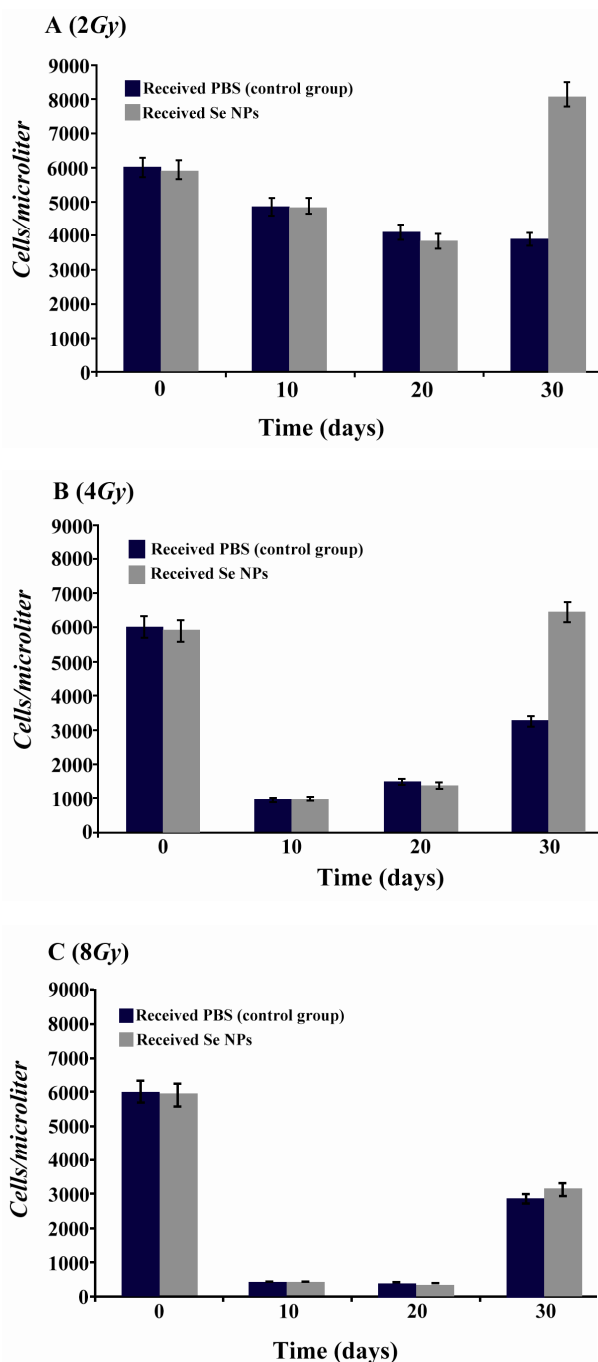 A (2Gy)
9000
8000
7000
6000
5000
4000
3000
2000
1000
0
Cells/microliter
Received PBS (control group)
Received Se NPs
0 10 20 30
Time (days)
B (4Gy)
9000
8000
7000
6000
5000
4000
3000
2000
1000
0
Cells/microliter
Received PBS (control group)
Received Se NPs
0 10 20 30
Time (days)
C (8Gy)
9000
8000
7000
6000
5000
4000
3000
2000
1000
0
Cells/microliter
Received PBS (control group)
Received Se NPs
0 10 20 30
Time (days)